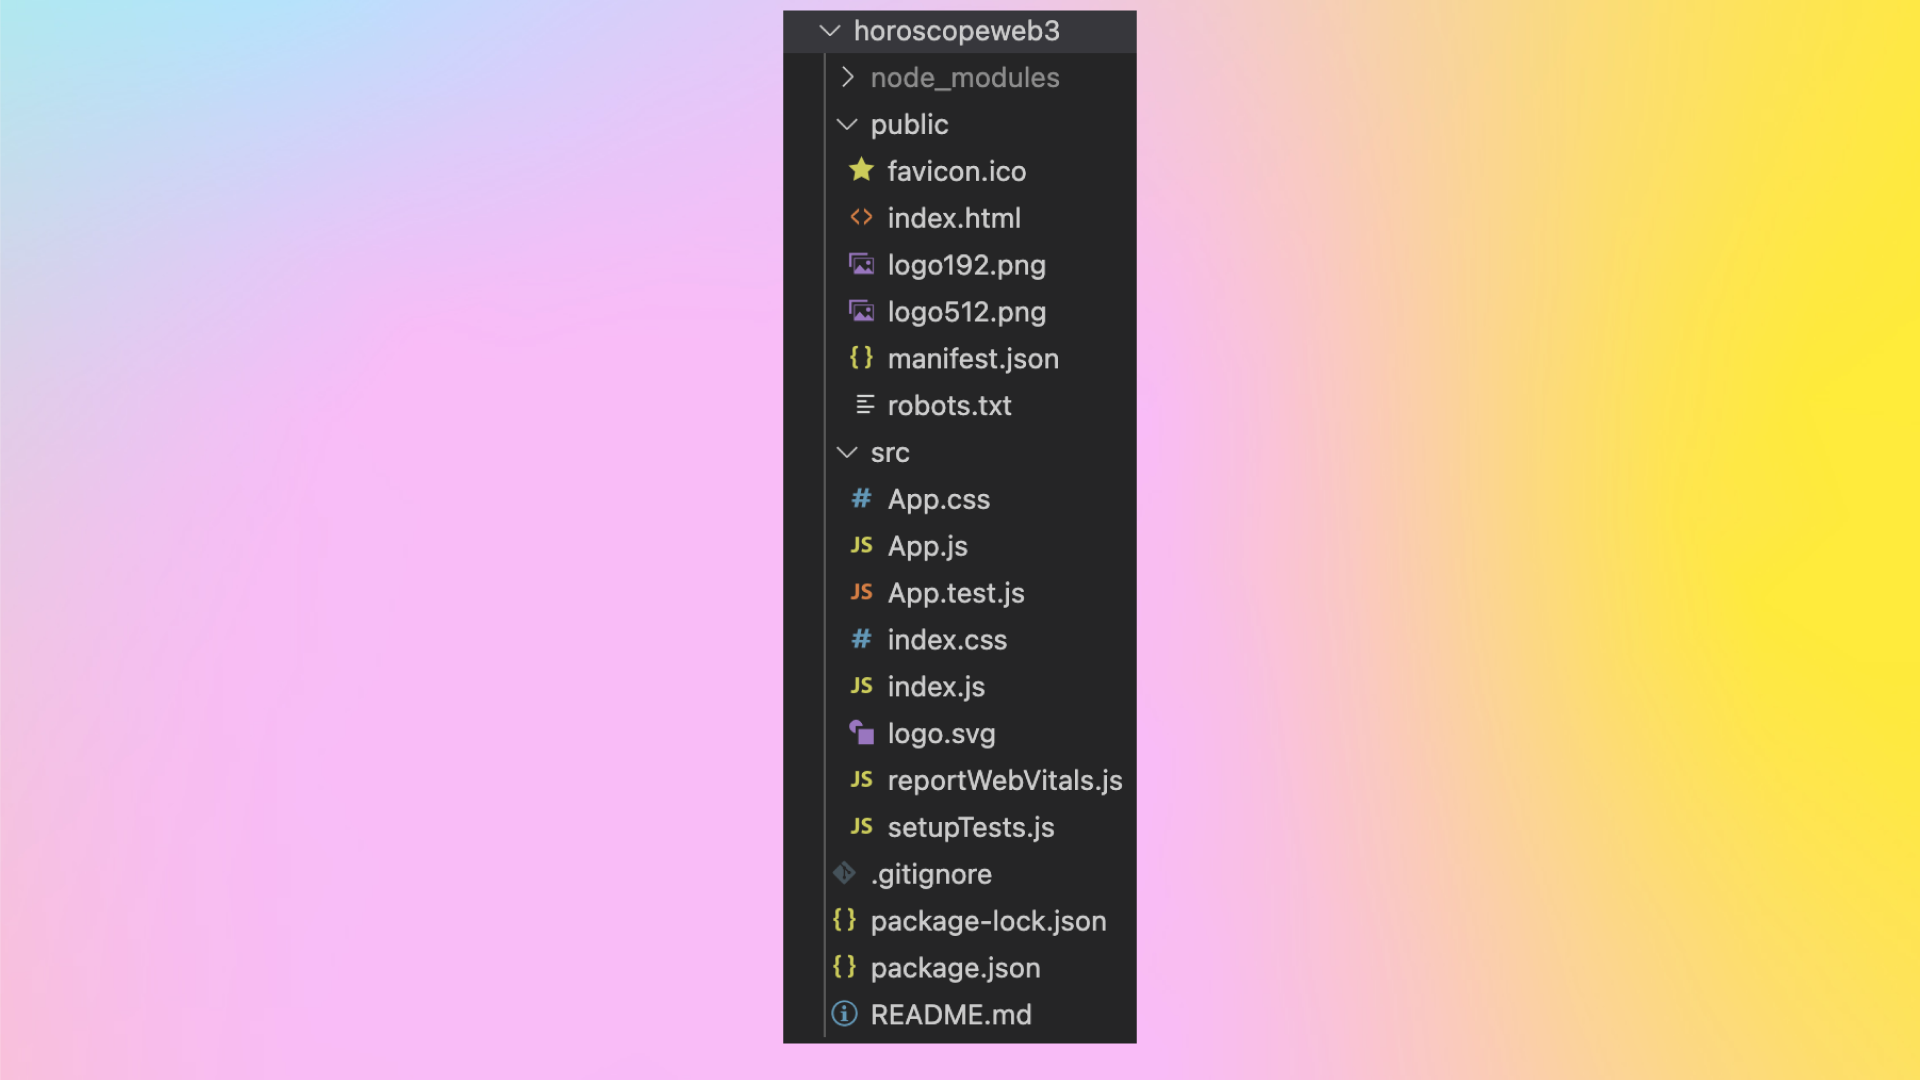 horoscopeweb3
node_modules
public
favicon.ico
index.html
logo192.png
logo512.png
manifest.json
robots.txt
src
App.css
JS App.js
JS App.test.js
index.css
JS index.js
logo.svg
JS reportWebVitals.js
JS setupTests.js
.gitignore
package-lock.json
package.json
README.md